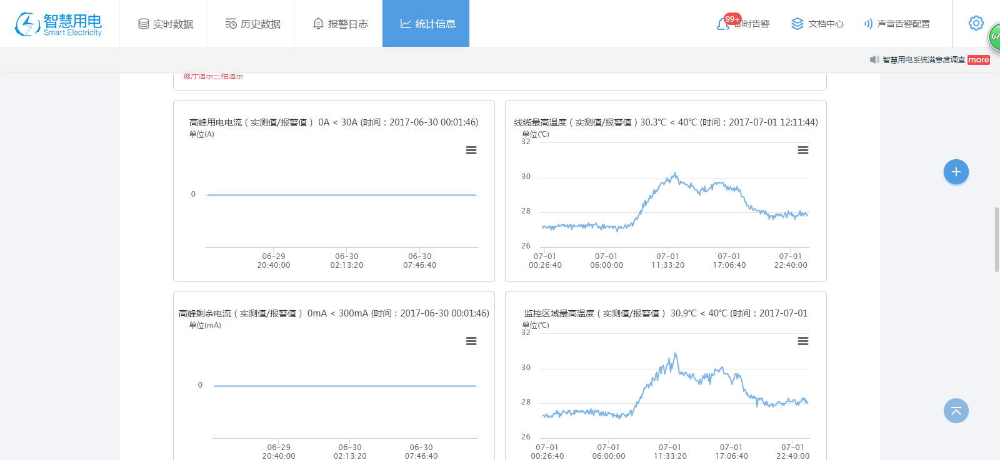 智慧用电
Smart Electricity
实时数据
历史数据
报警日志
统计信息
99+
即时告警
文档中心
声音告警配置
67
智慧用电系统满意度调查 more
展厅演示三相演示
高峰用电电流（实测值/报警值） 0A < 30A (时间：2017-06-30 00:01:46)
单位(A)
0
06-29
20:40:00
06-30
02:13:20
06-30
07:46:40
线缆最高温度（实测值/报警值）30.3℃ < 40℃ (时间：2017-07-01 12:11:44)
单位(℃)
32
30
28
26
07-01
00:26:40
07-01
06:00:00
07-01
11:33:20
07-01
17:06:40
07-01
22:40:00
高峰剩余电流（实测值/报警值） 0mA < 300mA (时间：2017-06-30 00:01:46)
单位(mA)
0
06-29
20:40:00
06-30
02:13:20
06-30
07:46:40
监控区域最高温度（实测值/报警值） 30.9℃ < 40℃ (时间：2017-07-01
单位(℃)
32
30
28
26
07-01
00:26:40
07-01
06:00:00
07-01
11:33:20
07-01
17:06:40
07-01
22:40:00